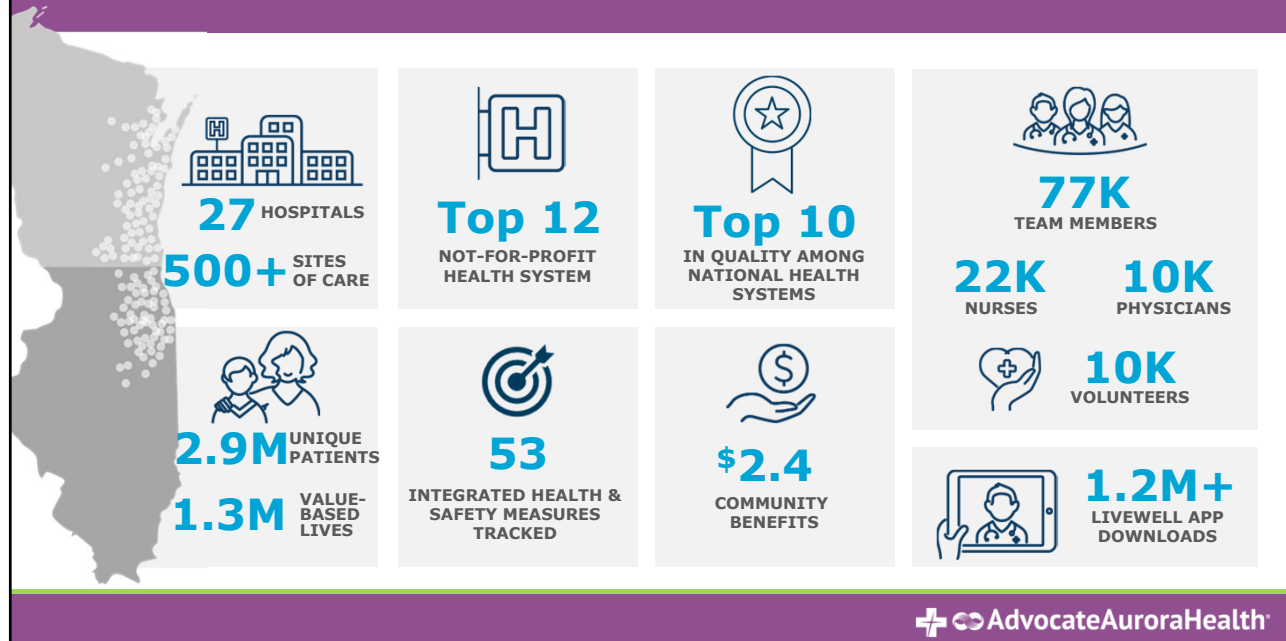 H
27 HOSPITALS
500+ SITES
OF CARE
H
Top 12
NOT-FOR-PROFIT
HEALTH SYSTEM
Top 10
IN QUALITY AMONG
NATIONAL HEALTH
SYSTEMS
77K
TEAM MEMBERS
22K
NURSES
10K
PHYSICIANS
10K
VOLUNTEERS
2.9M UNIQUE
PATIENTS
1.3M VALUE-
BASED
LIVES
53
INTEGRATED HEALTH &
SAFETY MEASURES
TRACKED
$
$2.4
COMMUNITY
BENEFITS
1.2M+
LIVEWELL APP
DOWNLOADS
AdvocateAuroraHealth